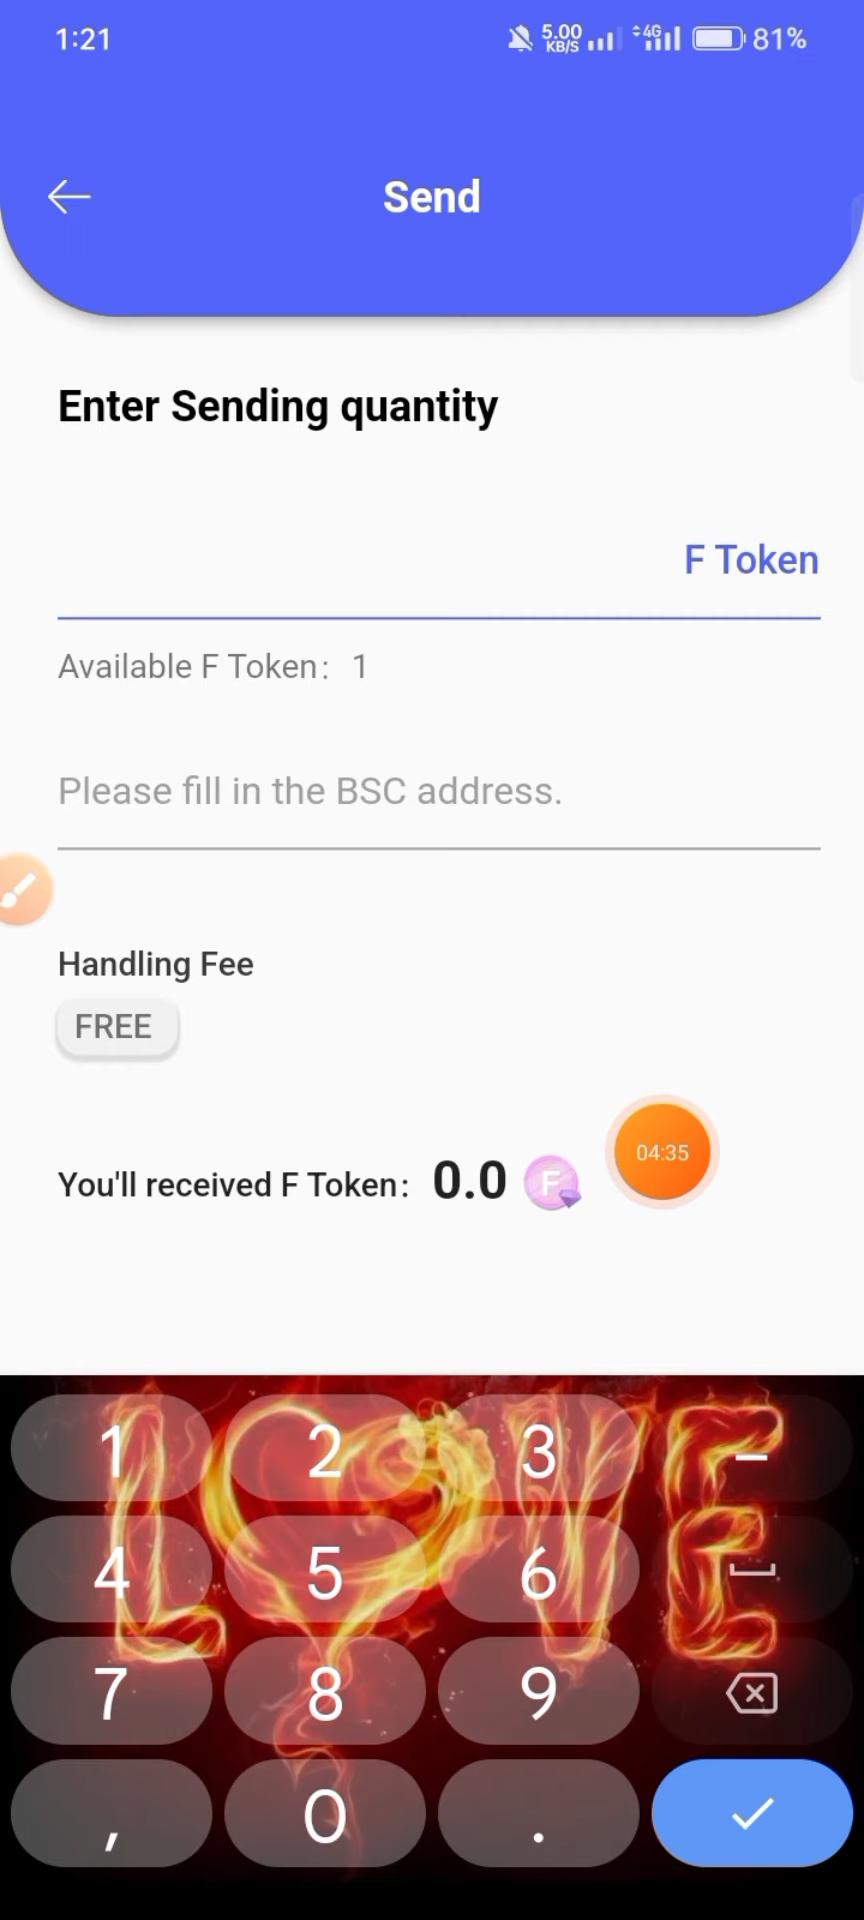 1:21
5.00
KB/S
4G
81%
Send
Enter Sending quantity
F Token
Available F Token: 1
Please fill in the BSC address.
Handling Fee
FREE
04:35
You'll received F Token: 0.0
F
LOVE
1 2 3 –
4 5 6
7 8 9
, 0 .